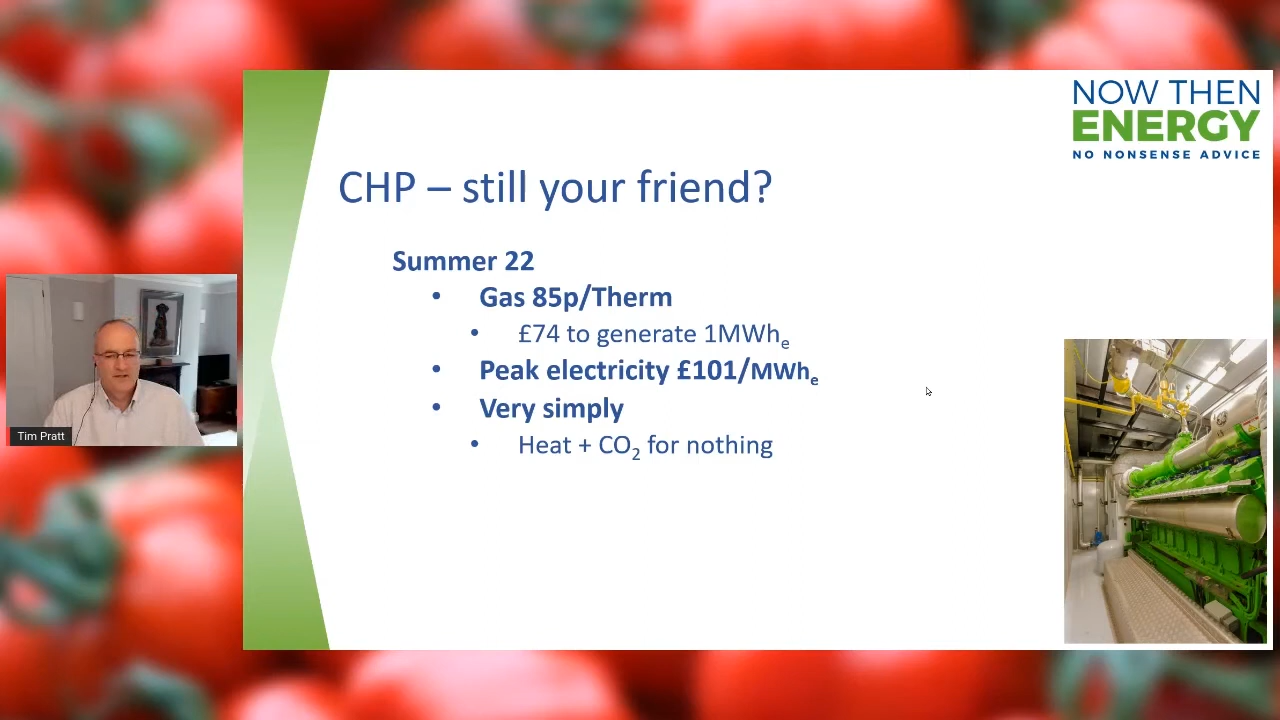 NOW THEN
ENERGY
NO NONSENSE ADVICE
CHP – still your friend?
Summer 22
• Gas 85p/Therm
• £74 to generate 1MWhe
• Peak electricity £101/MWhe
• Very simply
• Heat + CO2 for nothing
Tim Pratt